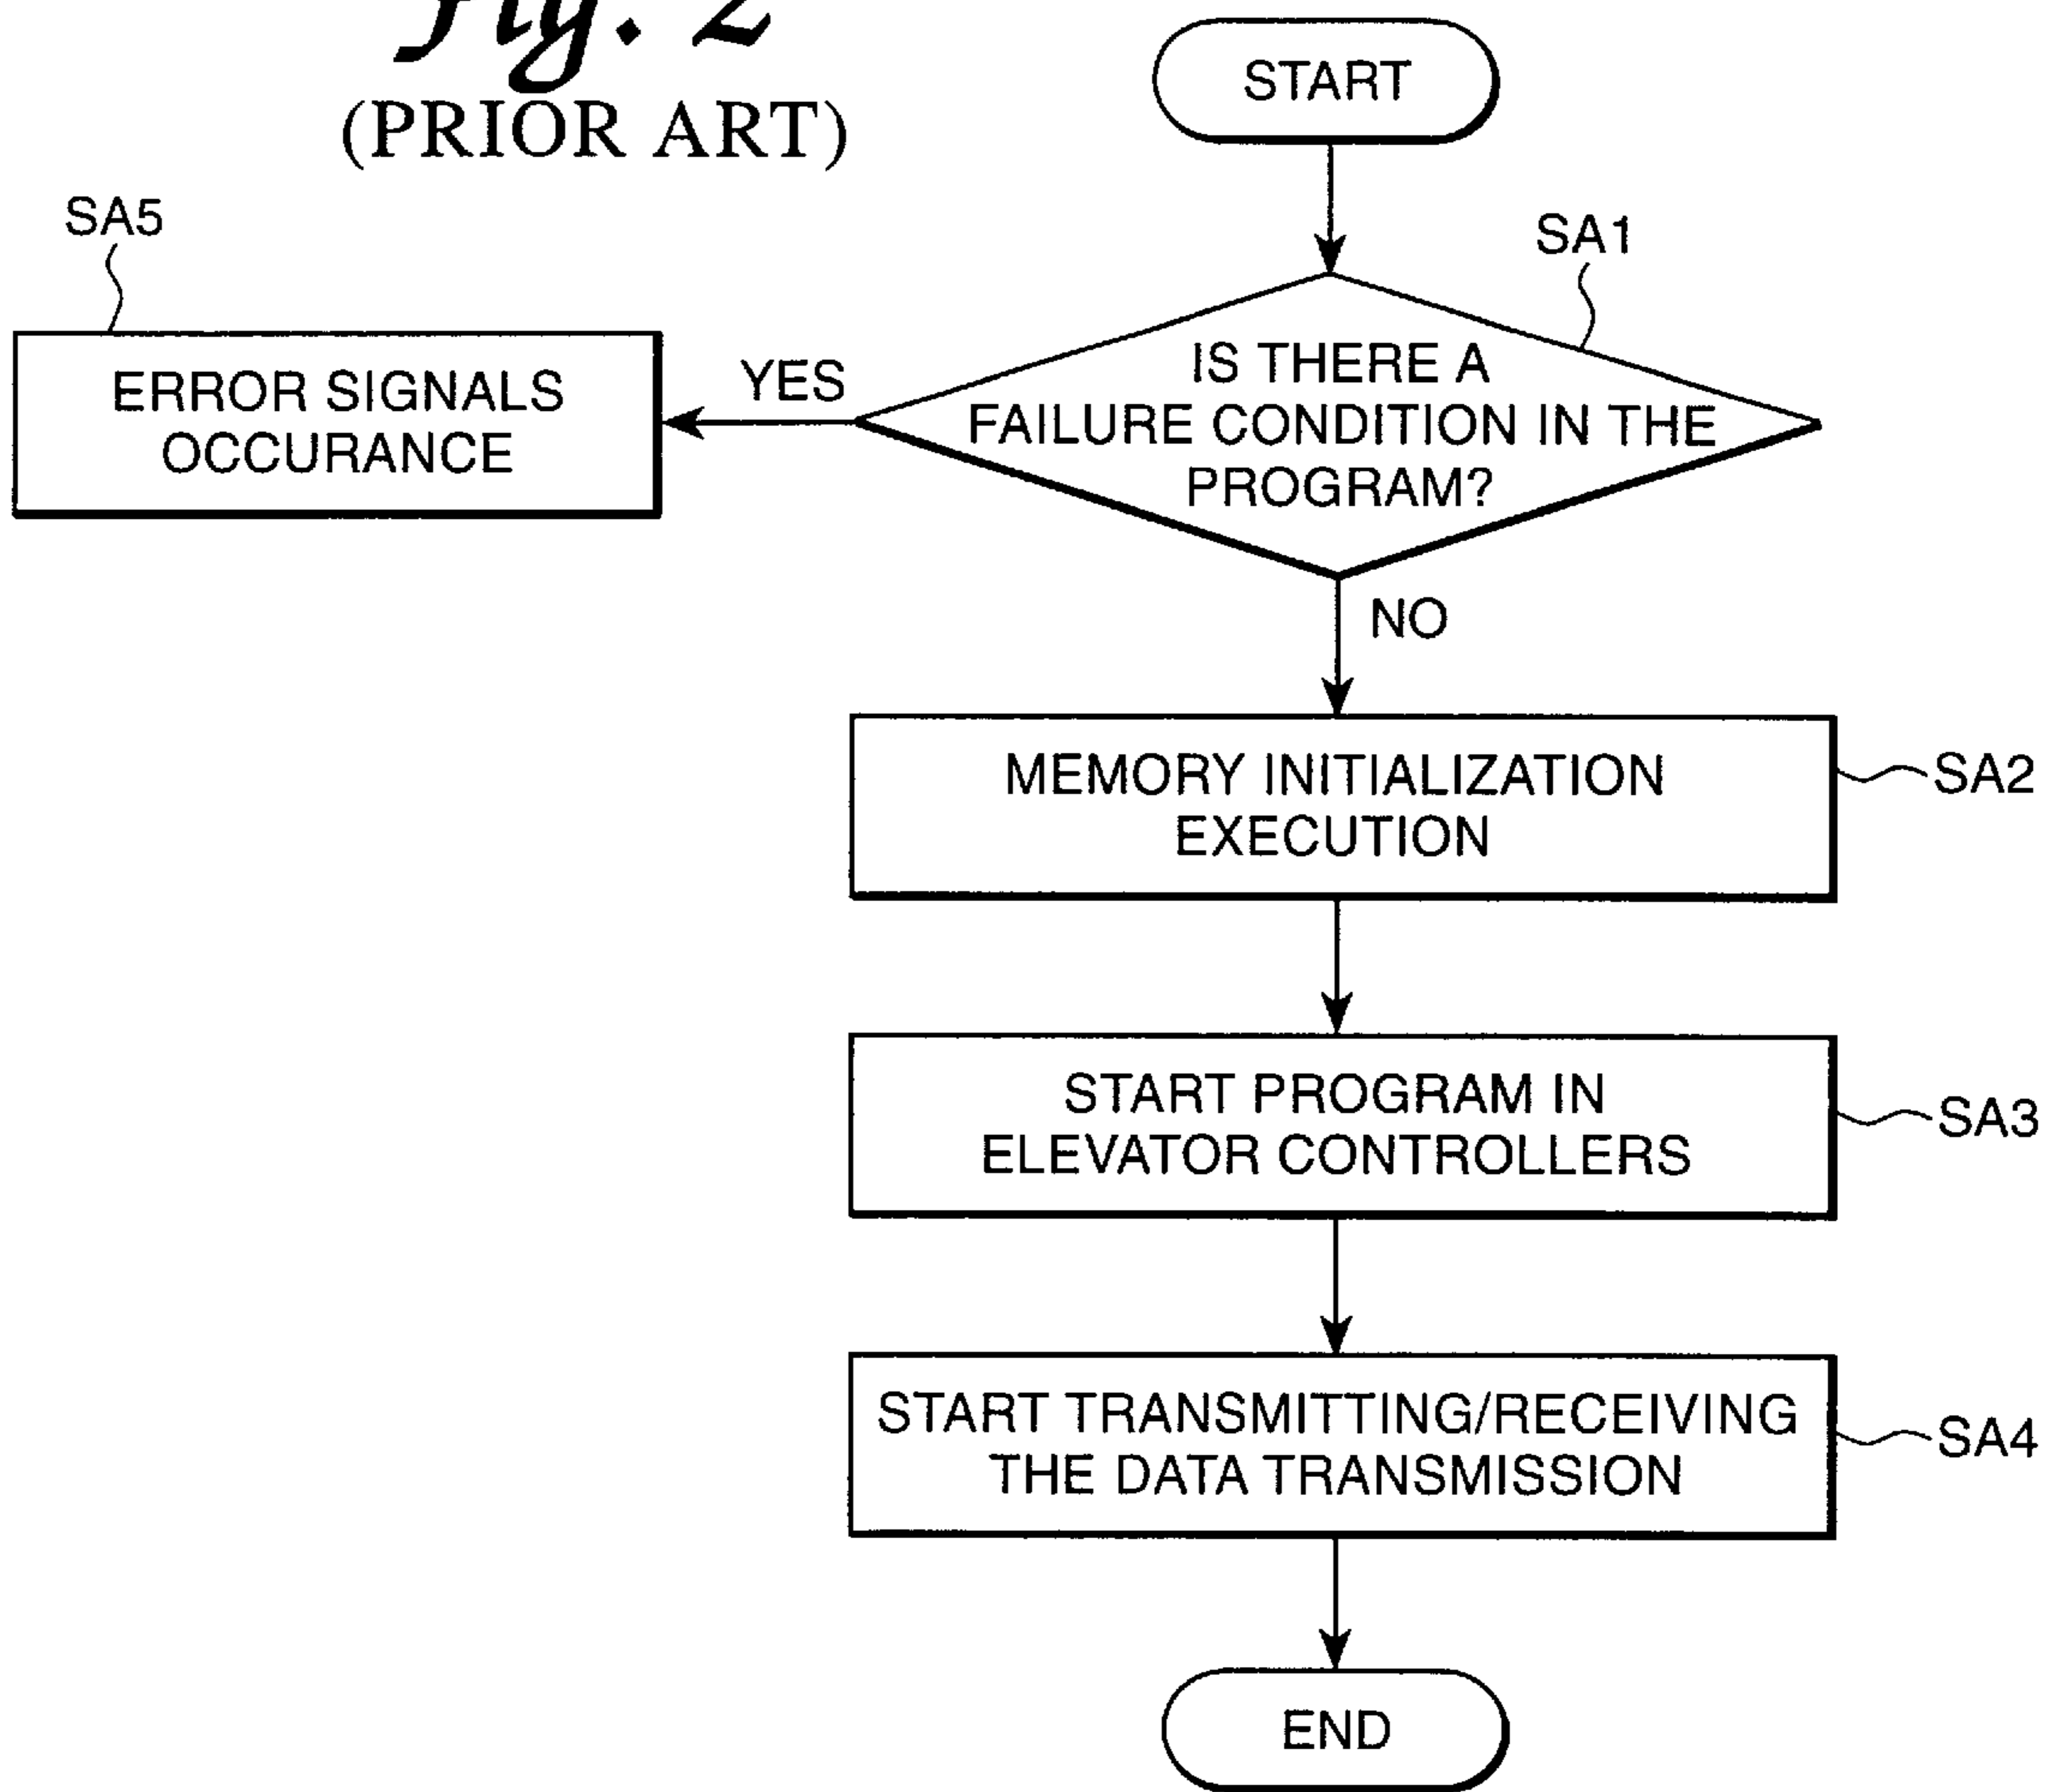 Fig. 2
(PRIOR ART)
START
SA5
SA1
IS THERE A
FAILURE CONDITION IN THE
PROGRAM?
YES
ERROR SIGNALS
OCCURANCE
NO
MEMORY INITIALIZATION
EXECUTION
SA2
START PROGRAM IN
ELEVATOR CONTROLLERS
SA3
START TRANSMITTING/RECEIVING
THE DATA TRANSMISSION
SA4
END